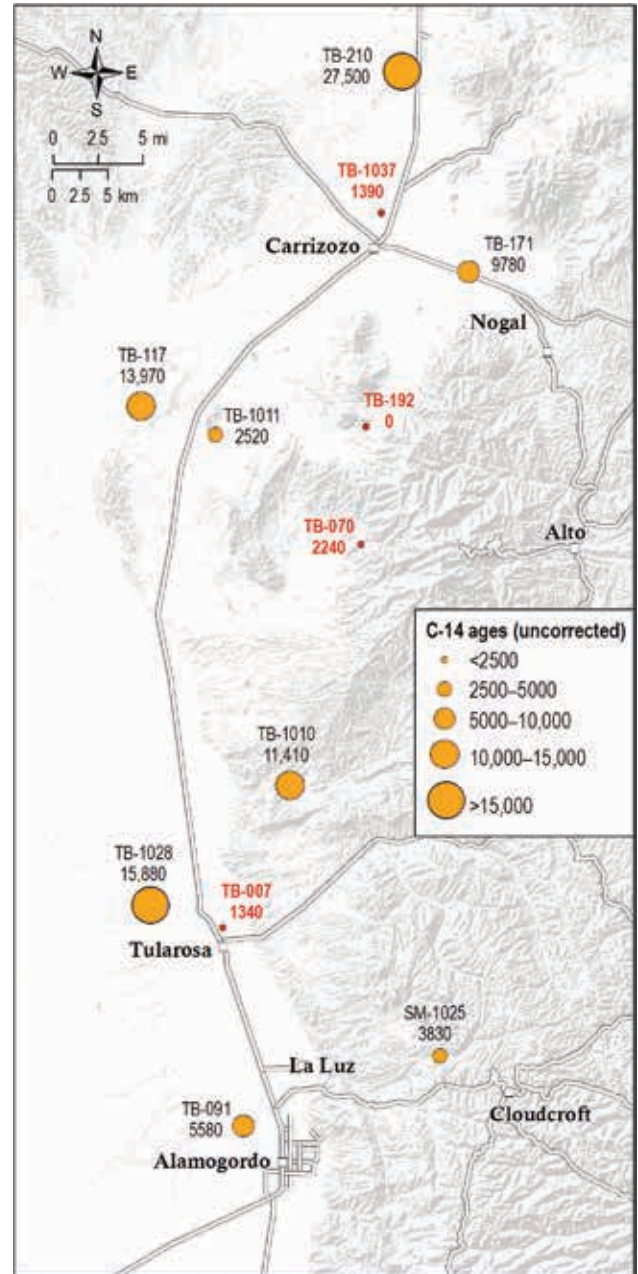 N
W E
S
0 2.5 5 mi
0 2.5 5 km
TB-210
27,500
TB-1037
1390
Carrizozo
TB-171
9780
Nogal
TB-117
13,970
TB-1011
2520
TB-192
0
TB-070
2240
Alto
C-14 ages (uncorrected)
<2500
2500–5000
5000–10,000
10,000–15,000
>15,000
TB-1010
11,410
TB-1028
15,880
TB-007
1340
Tularosa
SM-1025
3830
La Luz
Cloudcroft
TB-091
5580
Alamogordo